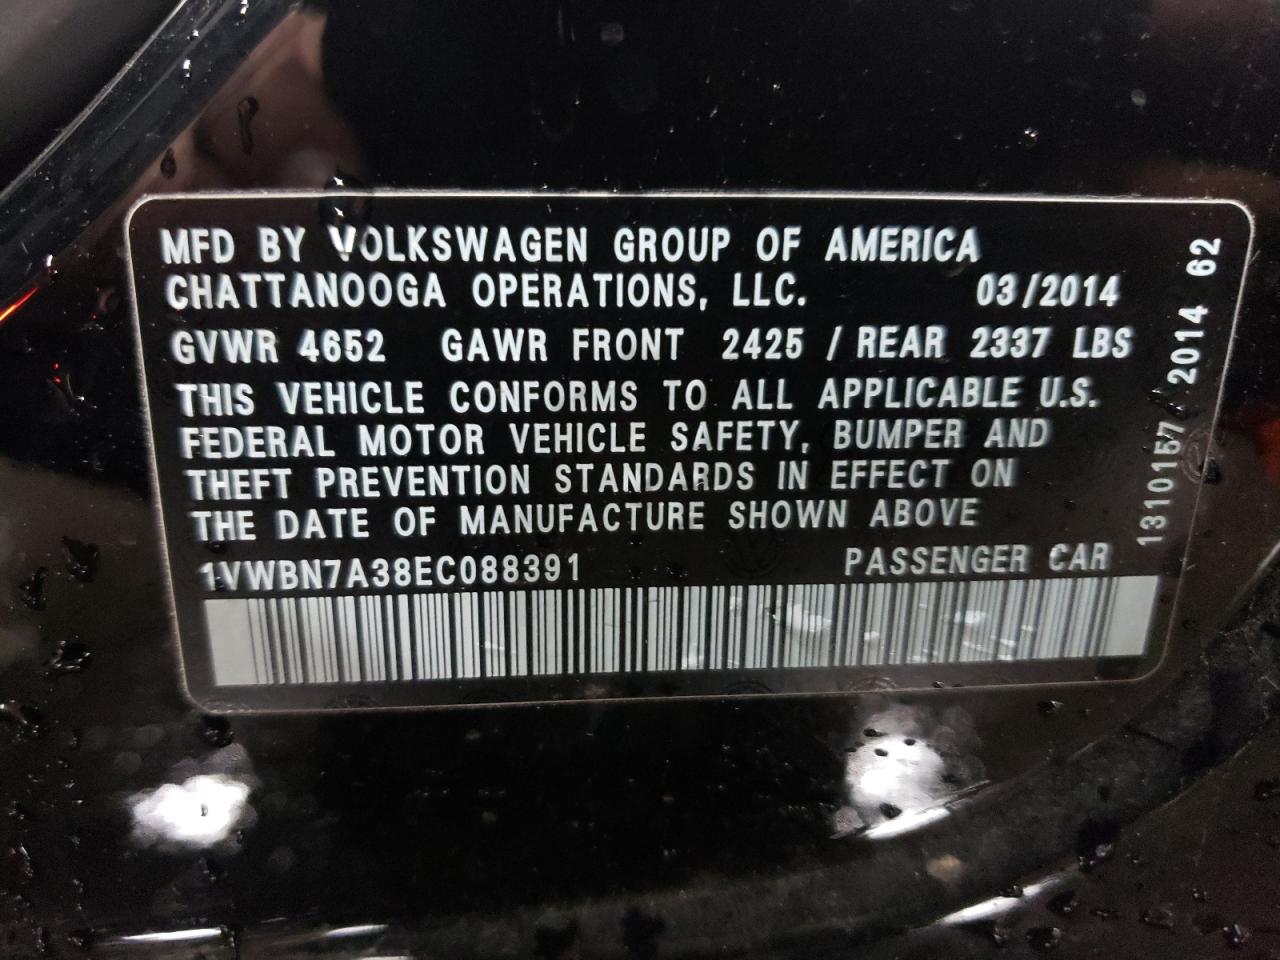 MFD BY VOLKSWAGEN GROUP OF AMERICA
CHATTANOOGA OPERATIONS, LLC. 03/2014
GVWR 4652 GAWR FRONT 2425 / REAR 2337 LBS
THIS VEHICLE CONFORMS TO ALL APPLICABLE U.S.
FEDERAL MOTOR VEHICLE SAFETY, BUMPER AND
THEFT PREVENTION STANDARDS IN EFFECT ON
THE DATE OF MANUFACTURE SHOWN ABOVE
1VWBN7A38EC088391 PASSENGER CAR
1310157/2014 62